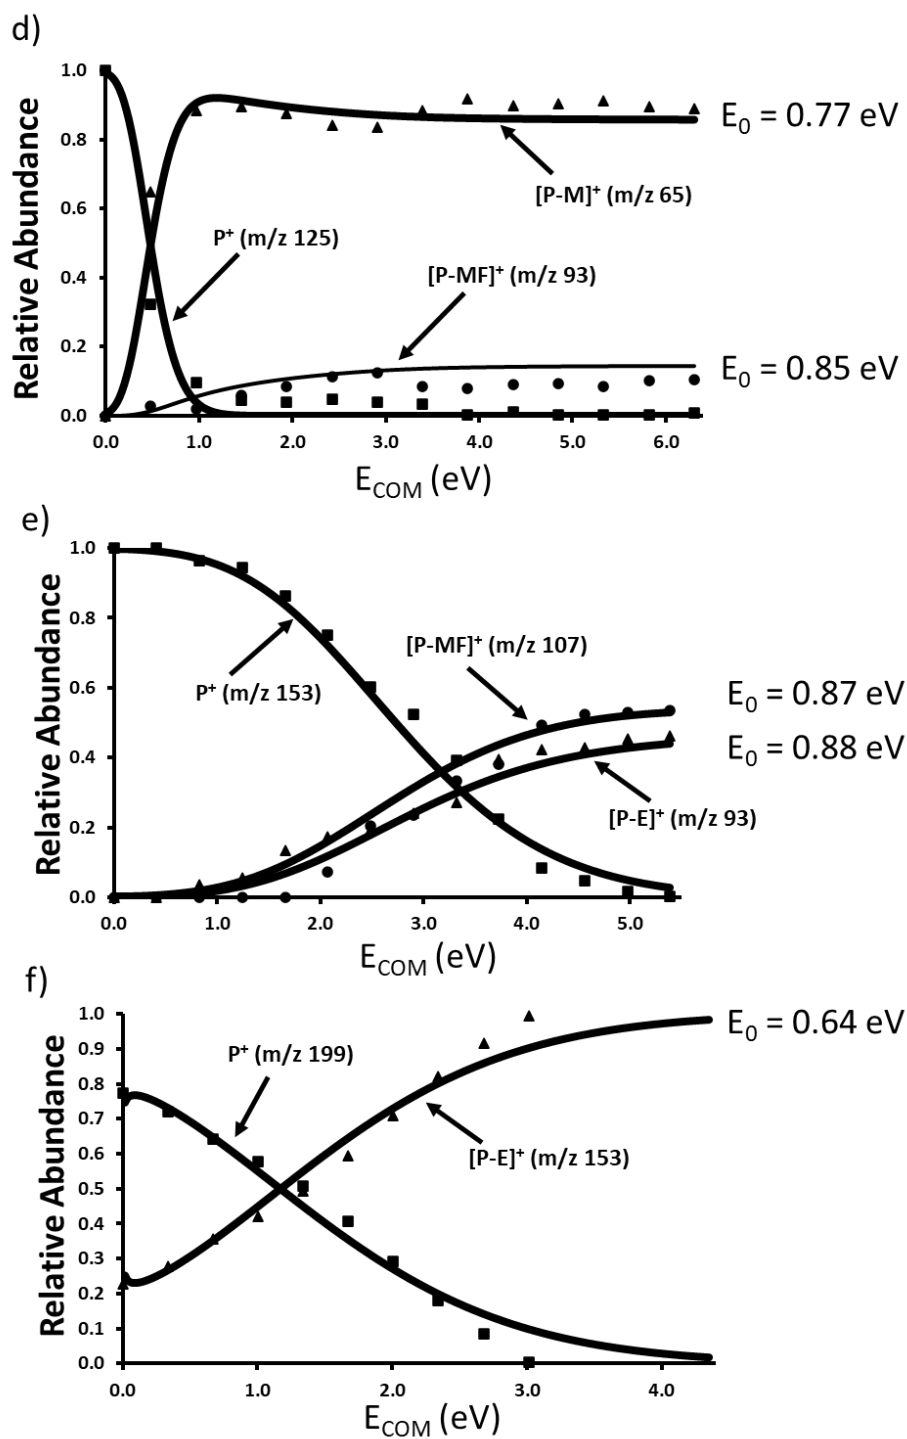 d)
Relative Abundance
1.0
0.8
0.6
0.4
0.2
0.0
0.0 1.0 2.0 3.0 4.0 5.0 6.0
E_COM (eV)
P+ (m/z 125)
[P-M]+ (m/z 65)
[P-MF]+ (m/z 93)
E0 = 0.77 eV
E0 = 0.85 eV
e)
Relative Abundance
1.0
0.8
0.6
0.4
0.2
0.0
0.0 1.0 2.0 3.0 4.0 5.0
E_COM (eV)
P+ (m/z 153)
[P-MF]+ (m/z 107)
[P-E]+ (m/z 93)
E0 = 0.87 eV
E0 = 0.88 eV
f)
Relative Abundance
1.0
0.9
0.8
0.7
0.6
0.5
0.4
0.3
0.2
0.1
0.0
0.0 1.0 2.0 3.0 4.0
E_COM (eV)
P+ (m/z 199)
[P-E]+ (m/z 153)
E0 = 0.64 eV